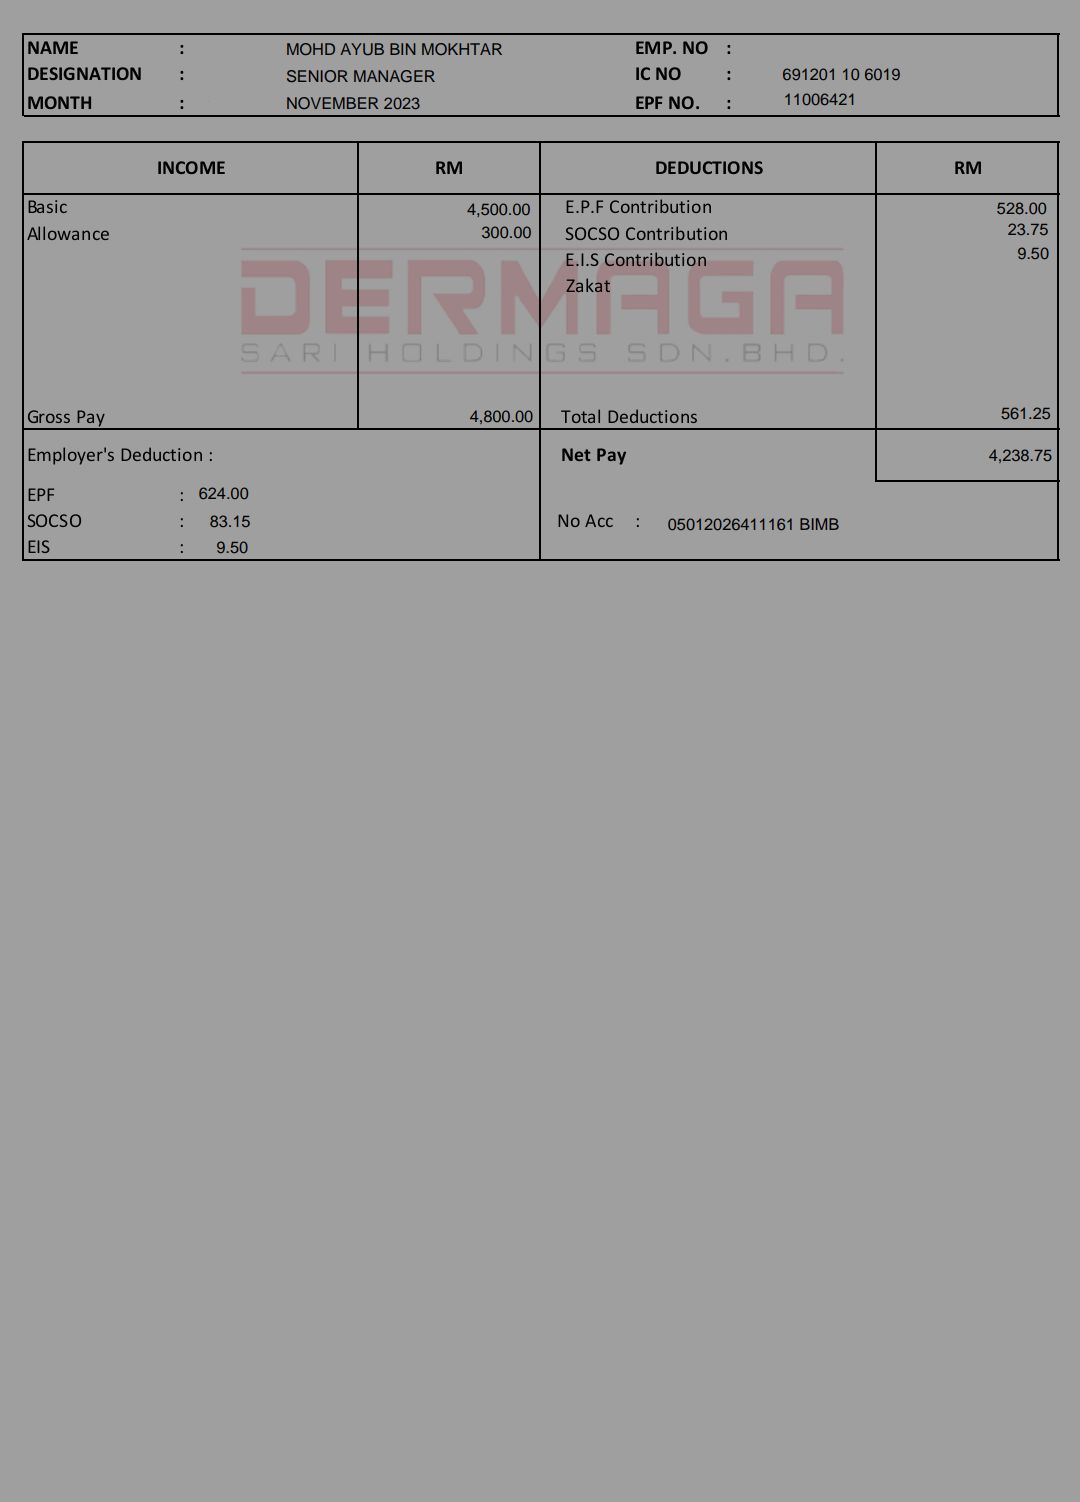 NAME : MOHD AYUB BIN MOKHTAR EMP. NO :
DESIGNATION : SENIOR MANAGER IC NO : 691201 10 6019
MONTH : NOVEMBER 2023 EPF NO. : 11006421
INCOME RM DEDUCTIONS RM
Basic 4,500.00 E.P.F Contribution 528.00
Allowance 300.00 SOCSO Contribution 23.75
E.I.S Contribution 9.50
Zakat
DERMAGA
SARI HOLDINGS SDN.BHD.
Gross Pay 4,800.00 Total Deductions 561.25
Employer's Deduction : Net Pay 4,238.75
EPF : 624.00
SOCSO : 83.15 No Acc : 05012026411161 BIMB
EIS : 9.50